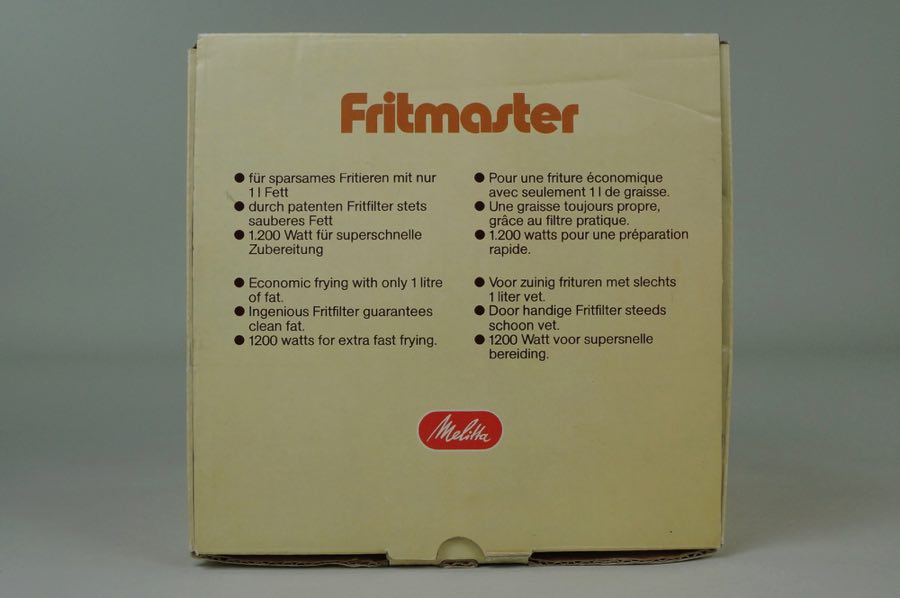 Fritmaster
● für sparsames Fritieren mit nur
1 l Fett
● durch patenten Fritfilter stets
sauberes Fett
● 1.200 Watt für superschnelle
Zubereitung
● Pour une friture économique
avec seulement 1 l de graisse.
● Une graisse toujours propre,
grâce au filtre pratique.
● 1.200 watts pour une préparation
rapide.
● Economic frying with only 1 litre
of fat.
● Ingenious Fritfilter guarantees
clean fat.
● 1200 watts for extra fast frying.
● Voor zuinig frituren met slechts
1 liter vet.
● Door handige Fritfilter steeds
schoon vet.
● 1200 Watt voor supersnelle
bereiding.
Melitta